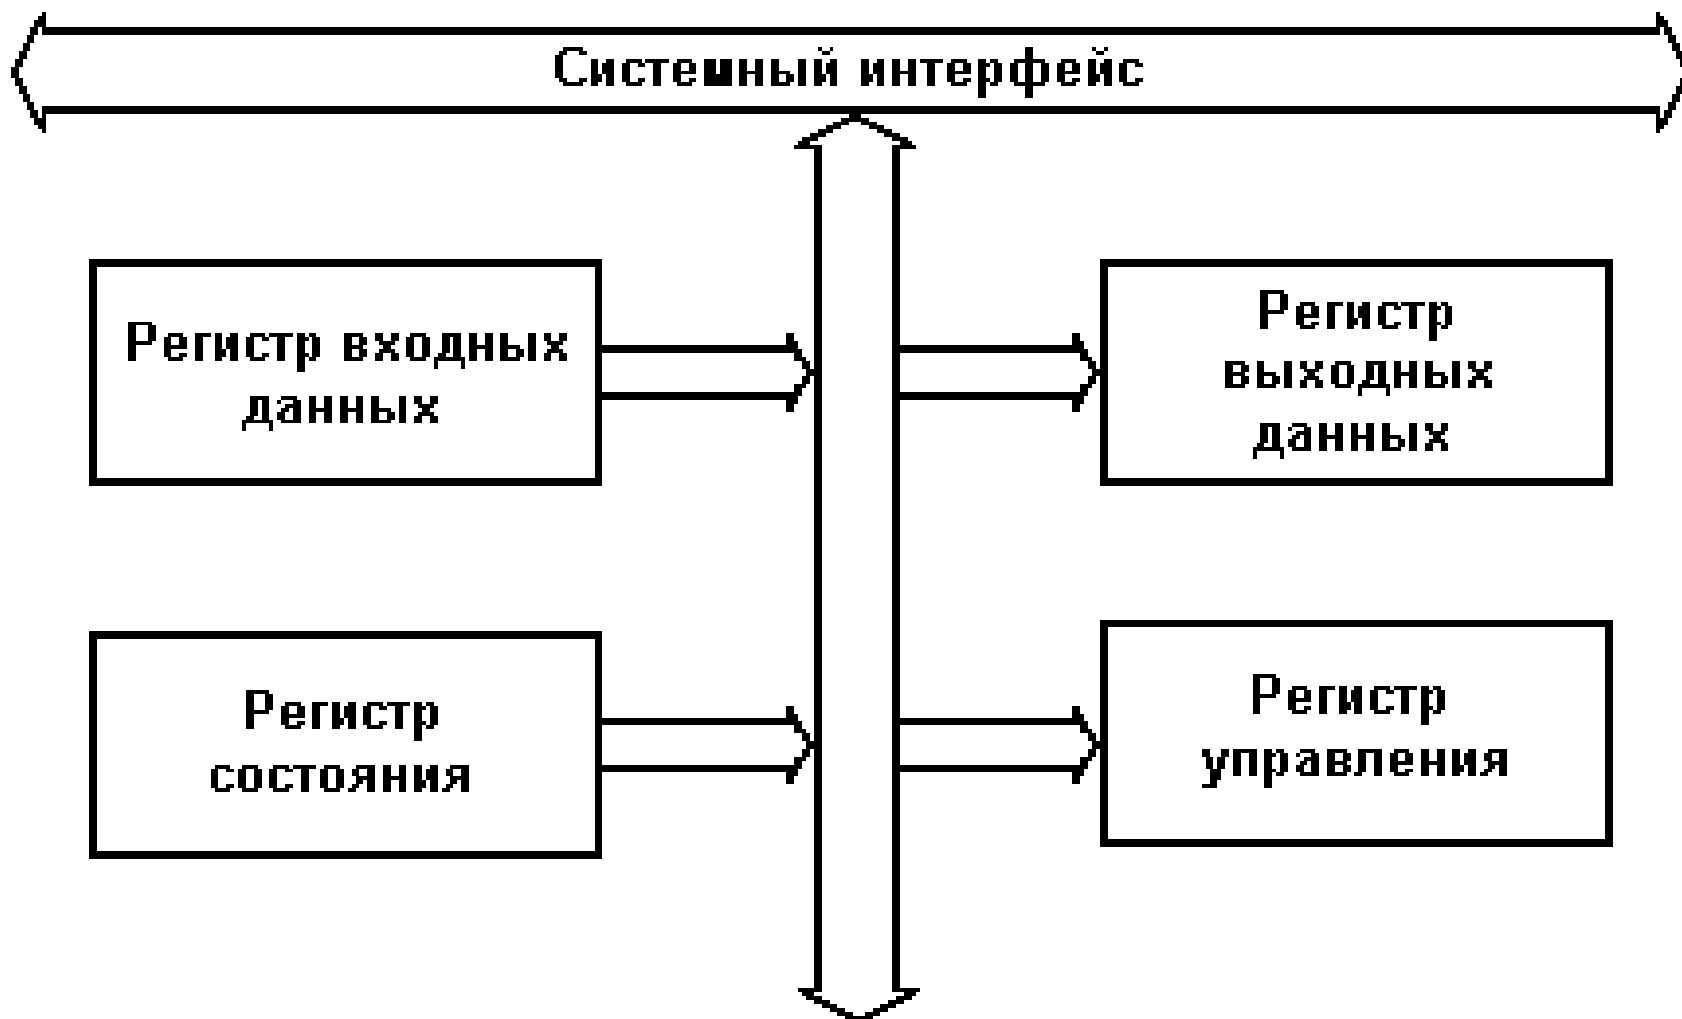 Системный интерфейс
Регистр входных
данных
Регистр
выходных
данных
Регистр
состояния
Регистр
управления